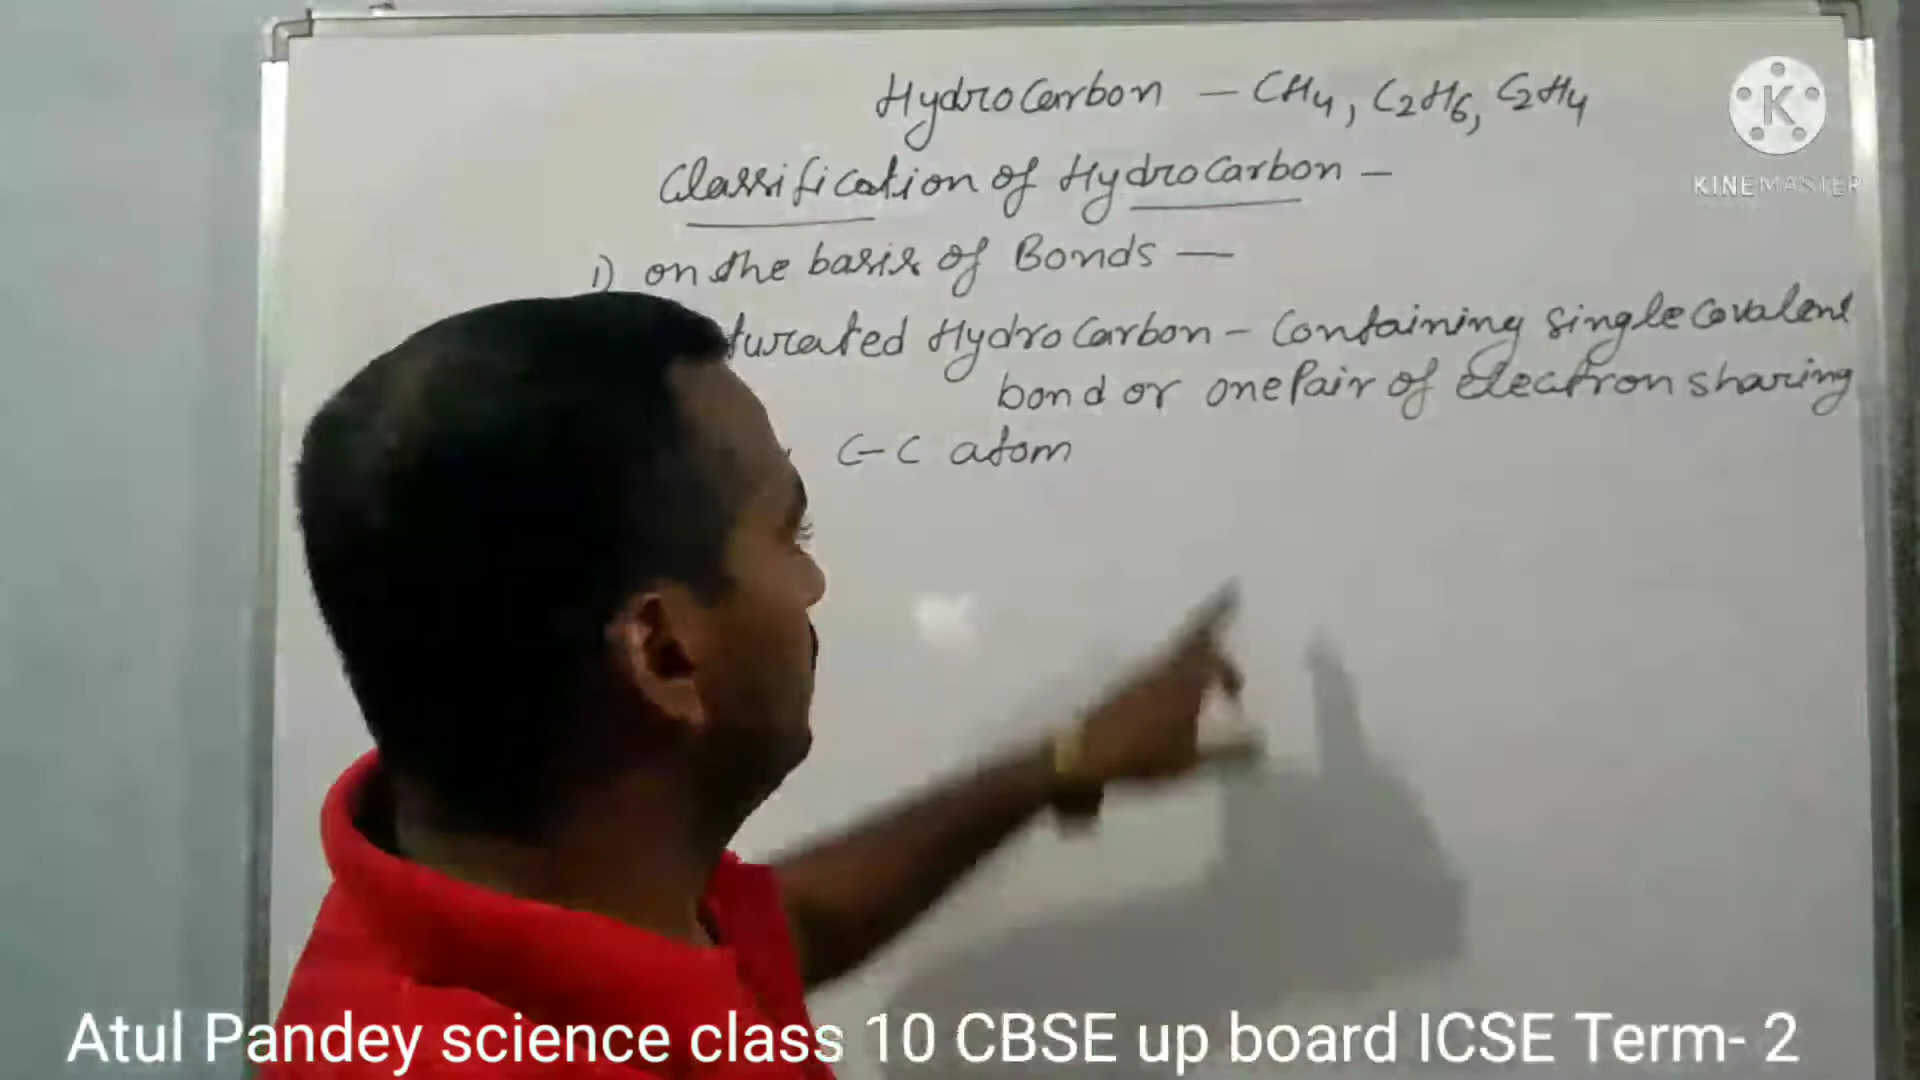 HydroCarbon – CH4, C2H6, C2H4
K
Classification of HydroCarbon –
KINEMASTER
1) on the basis of Bonds —
turated HydroCarbon – Containing single Covalent
bond or one Pair of electron sharing
C–C atom
Atul Pandey science class 10 CBSE up board ICSE Term- 2